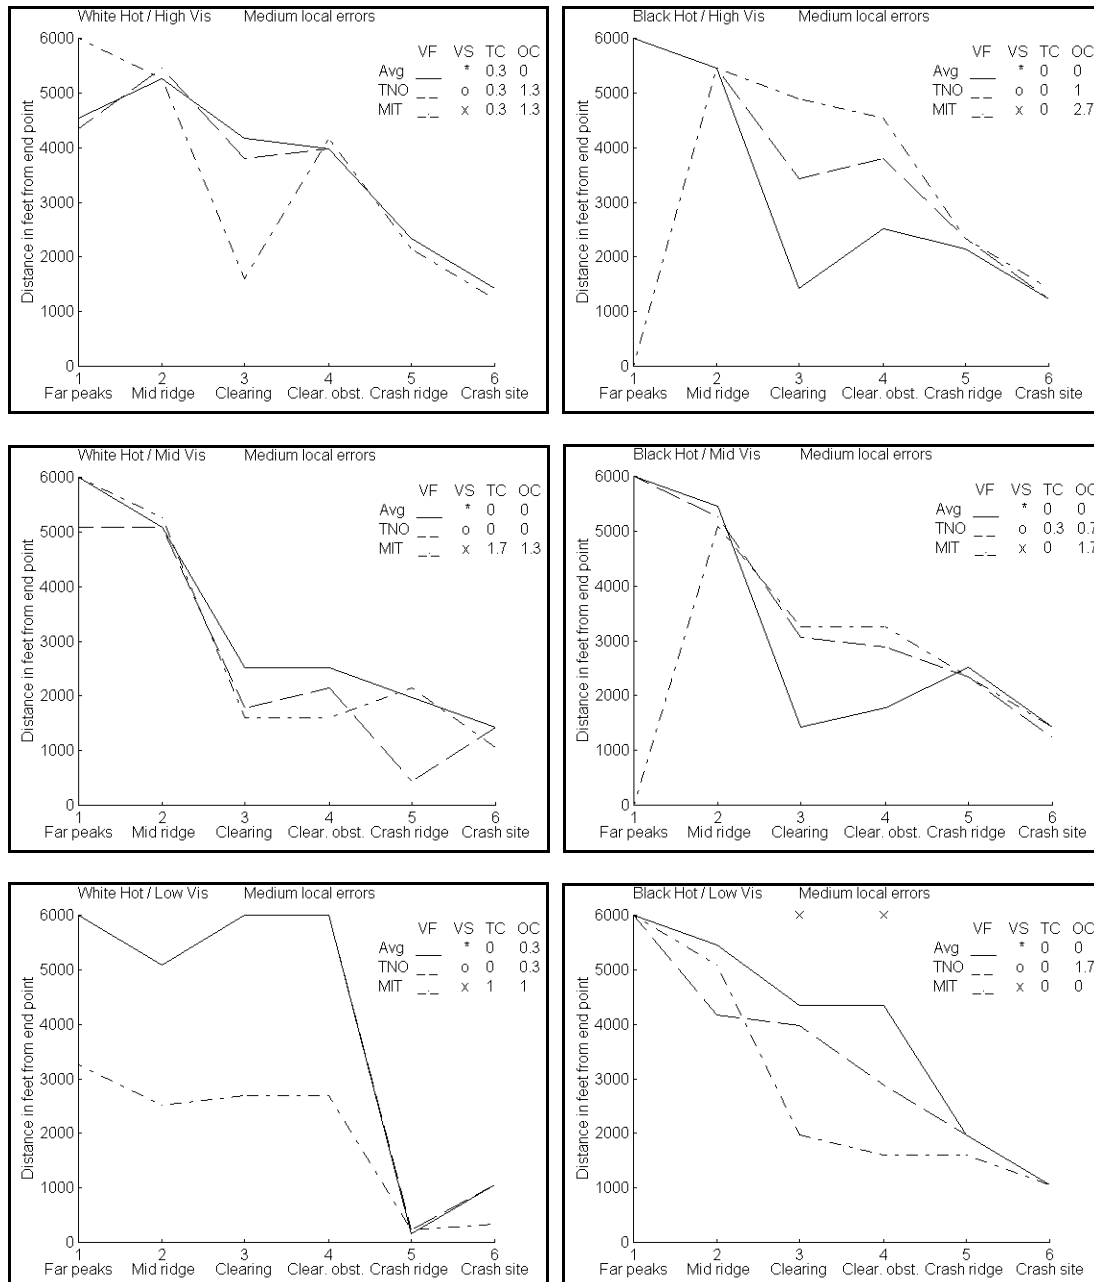 White Hot / High Vis Medium local errors
VF VS TC OC
Avg * 0.3 0
TNO o 0.3 1.3
MIT x 0.3 1.3
Distance in feet from end point
6000
5000
4000
3000
2000
1000
0
1 2 3 4 5 6
Far peaks Mid ridge Clearing Clear. obst. Crash ridge Crash site
Black Hot / High Vis Medium local errors
VF VS TC OC
Avg * 0 0
TNO o 0 1
MIT x 0 2.7
Distance in feet from end point
6000
5000
4000
3000
2000
1000
0
1 2 3 4 5 6
Far peaks Mid ridge Clearing Clear. obst. Crash ridge Crash site
White Hot / Mid Vis Medium local errors
VF VS TC OC
Avg * 0 0
TNO o 0 0
MIT x 1.7 1.3
Distance in feet from end point
6000
5000
4000
3000
2000
1000
0
1 2 3 4 5 6
Far peaks Mid ridge Clearing Clear. obst. Crash ridge Crash site
Black Hot / Mid Vis Medium local errors
VF VS TC OC
Avg * 0 0
TNO o 0.3 0.7
MIT x 0 1.7
Distance in feet from end point
6000
5000
4000
3000
2000
1000
0
1 2 3 4 5 6
Far peaks Mid ridge Clearing Clear. obst. Crash ridge Crash site
White Hot / Low Vis Medium local errors
VF VS TC OC
Avg * 0 0.3
TNO o 0 0.3
MIT x 1 1
Distance in feet from end point
6000
5000
4000
3000
2000
1000
0
1 2 3 4 5 6
Far peaks Mid ridge Clearing Clear. obst. Crash ridge Crash site
Black Hot / Low Vis Medium local errors
VF VS TC OC
Avg * 0 0
TNO o 0 1.7
MIT x 0 0
Distance in feet from end point
6000
5000
4000
3000
2000
1000
0
1 2 3 4 5 6
Far peaks Mid ridge Clearing Clear. obst. Crash ridge Crash site